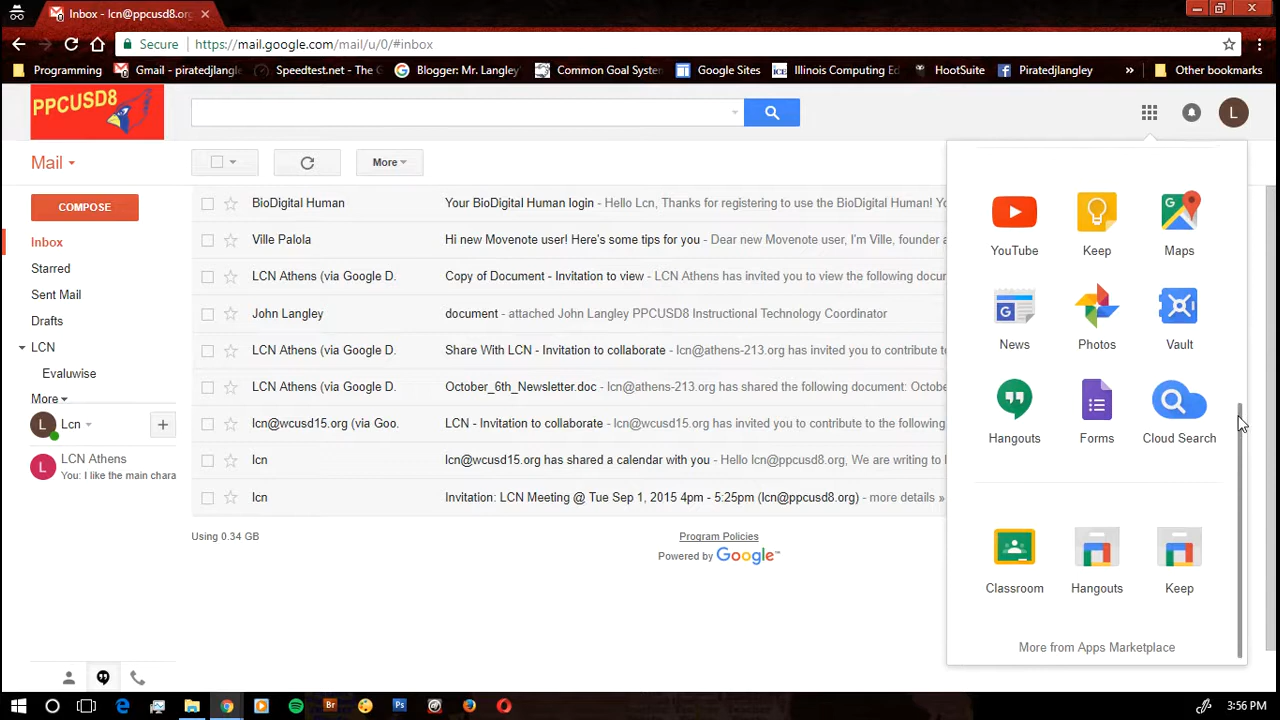 Inbox - lcn@ppcusd8.org
Secure https://mail.google.com/mail/u/0/#inbox
Programming Gmail - piratedjlangle Speedtest.net - The G Blogger: Mr. Langley' Common Goal System Google Sites Illinois Computing Ed HootSuite Piratedjlangley » Other bookmarks
PPCUSD8
L
Mail
More
COMPOSE
Inbox
Starred
Sent Mail
Drafts
LCN
Evaluwise
More
L Lcn +
L LCN Athens
You: I like the main chara
BioDigital Human Your BioDigital Human login - Hello Lcn, Thanks for registering to use the BioDigital Human! Yo
Ville Palola Hi new Movenote user! Here's some tips for you - Dear new Movenote user, I'm Ville, founder a
LCN Athens (via Google D. Copy of Document - Invitation to view - LCN Athens has invited you to view the following docur
John Langley document - attached John Langley PPCUSD8 Instructional Technology Coordinator
LCN Athens (via Google D. Share With LCN - Invitation to collaborate - lcn@athens-213.org has invited you to contribute to
LCN Athens (via Google D. October_6th_Newsletter.doc - lcn@athens-213.org has shared the following document: Octobe
lcn@wcusd15.org (via Goo. LCN - Invitation to collaborate - lcn@wcusd15.org has invited you to contribute to the followin
lcn lcn@wcusd15.org has shared a calendar with you - Hello lcn@ppcusd8.org, We are writing to l
lcn Invitation: LCN Meeting @ Tue Sep 1, 2015 4pm - 5:25pm (lcn@ppcusd8.org) - more details »
Using 0.34 GB
Program Policies
Powered by Google™
YouTube Keep Maps
News Photos Vault
Hangouts Forms Cloud Search
Classroom Hangouts Keep
More from Apps Marketplace
3:56 PM